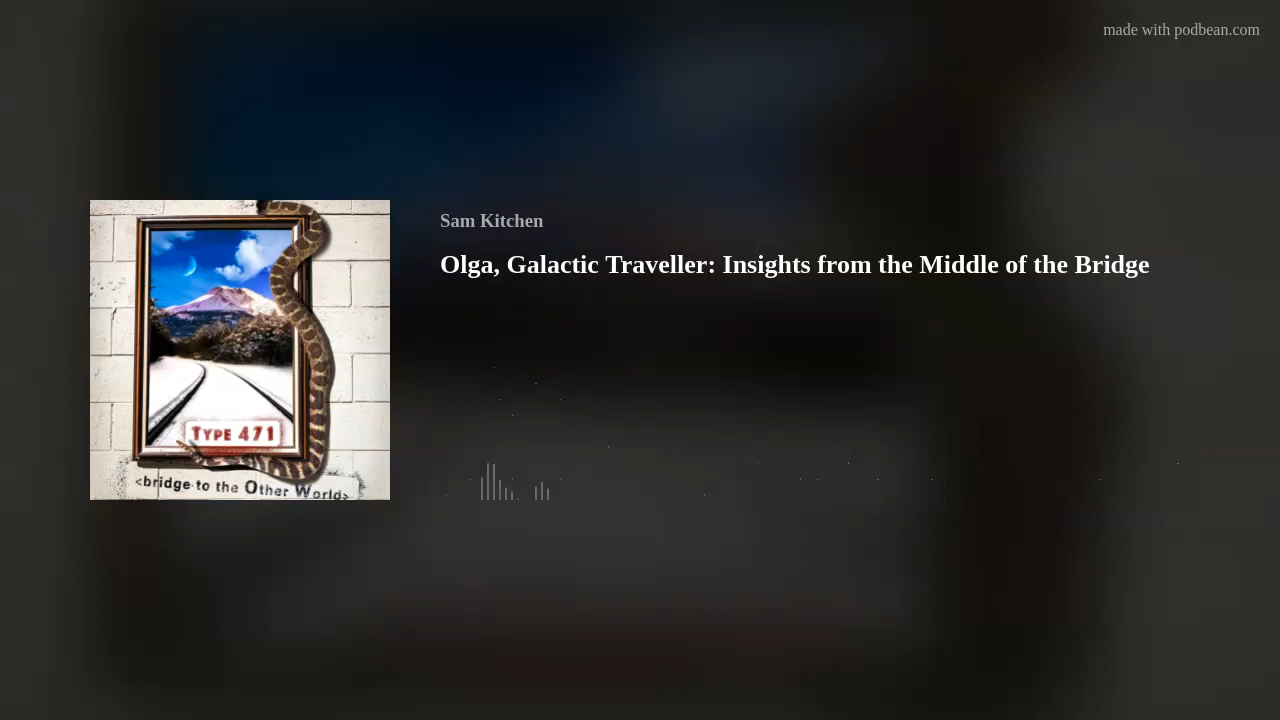 made with podbean.com
Sam Kitchen
Olga, Galactic Traveller: Insights from the Middle of the Bridge
TYPE 471
<bridge to the Other World>